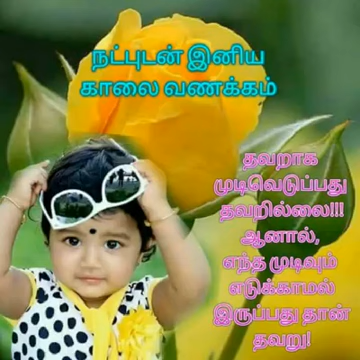 நட்புடன் இனிய
காலை வணக்கம்
தவறாக
முடிவெடுப்பது
தவறில்லை!!!
ஆனால்,
எந்த முடிவும்
எடுக்காமல்
இருப்பது தான்
தவறு!